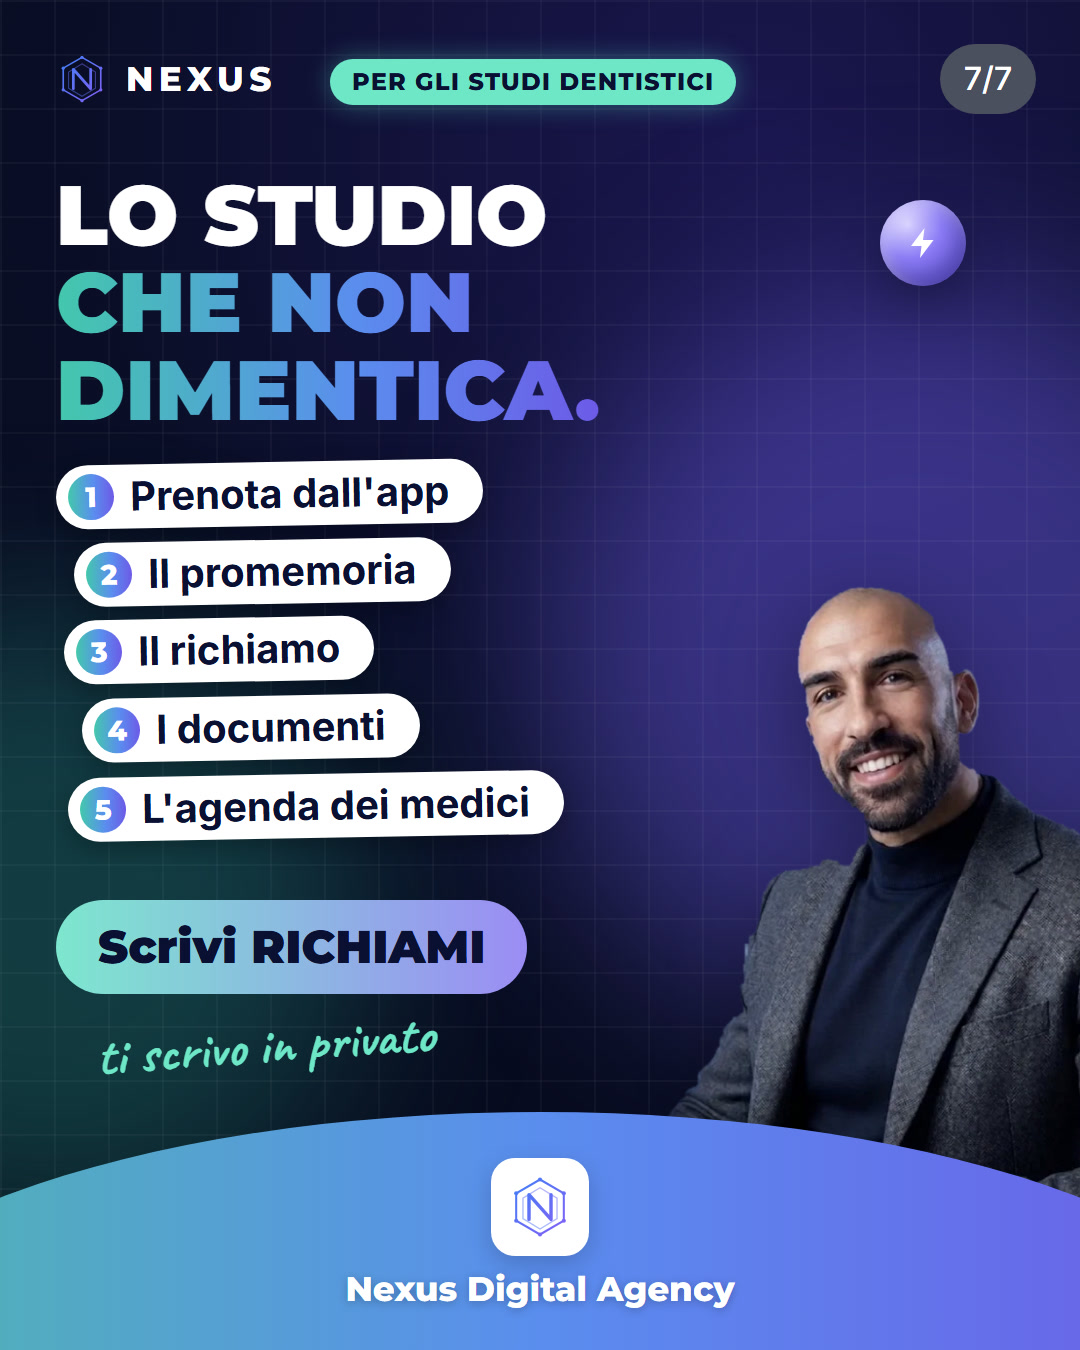 NEXUS
PER GLI STUDI DENTISTICI
7/7
LO STUDIO
CHE NON
DIMENTICA.
1 Prenota dall'app
2 Il promemoria
3 Il richiamo
4 I documenti
5 L'agenda dei medici
Scrivi RICHIAMI
ti scrivo in privato
N
Nexus Digital Agency